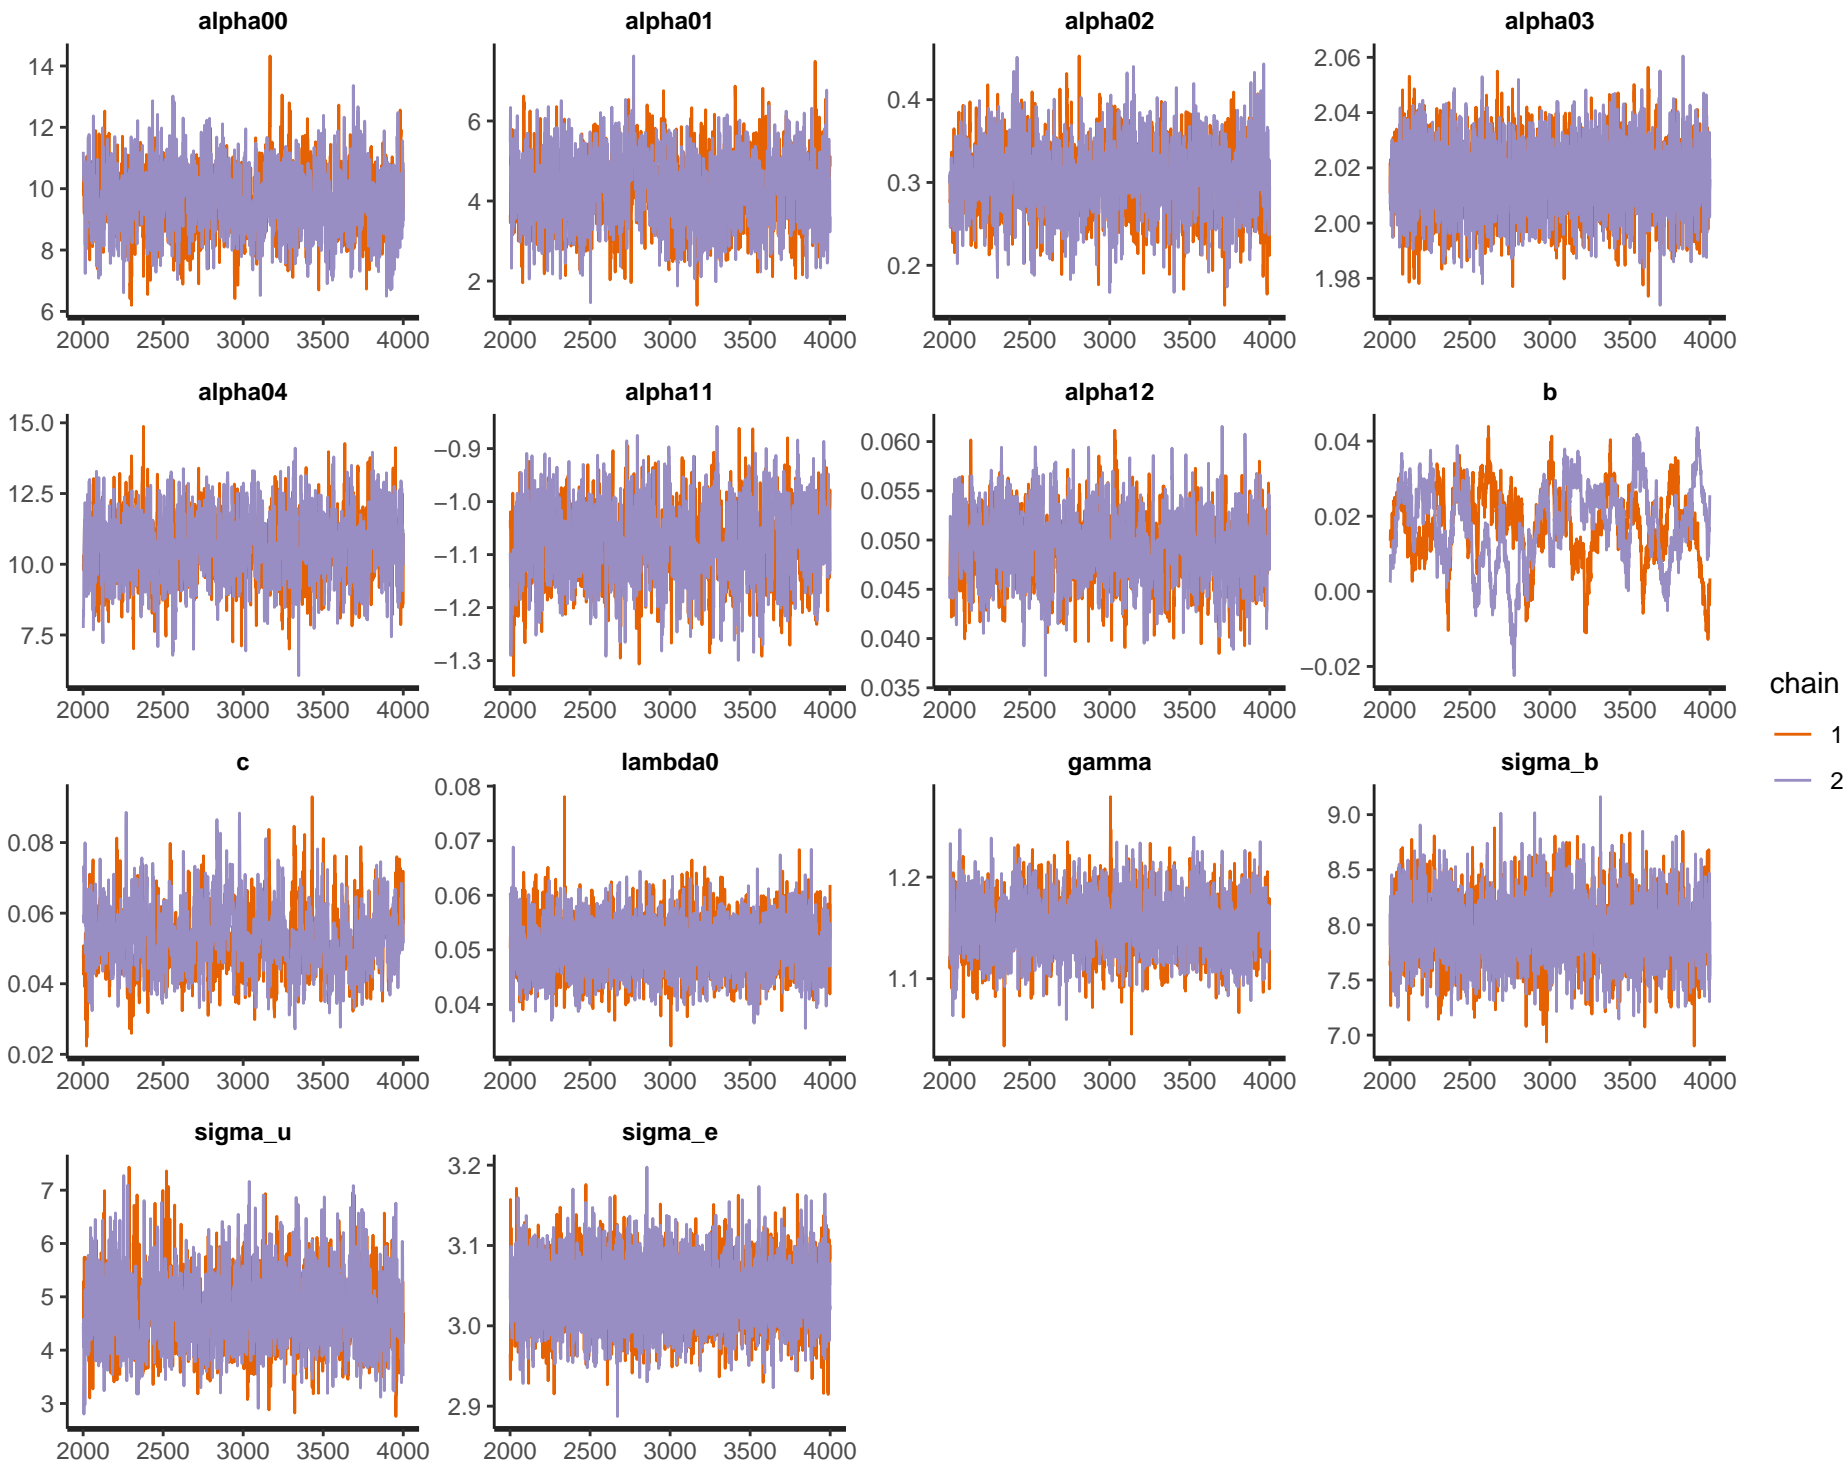 alpha00 alpha01 alpha02 alpha03
14 12 10 8 6
6 4 2
0.4 0.3 0.2
2.06 2.04 2.02 2.00 1.98
2000 2500 3000 3500 4000 2000 2500 3000 3500 4000 2000 2500 3000 3500 4000 2000 2500 3000 3500 4000
alpha04 alpha11 alpha12 b
15.0 12.5 10.0 7.5
−0.9 −1.0 −1.1 −1.2 −1.3
0.060 0.055 0.050 0.045 0.040 0.035
0.04 0.02 0.00 −0.02
2000 2500 3000 3500 4000 2000 2500 3000 3500 4000 2000 2500 3000 3500 4000 2000 2500 3000 3500 4000
c lambda0 gamma sigma_b
0.08 0.06 0.04 0.02
0.08 0.07 0.06 0.05 0.04
1.2 1.1
9.0 8.5 8.0 7.5 7.0
2000 2500 3000 3500 4000 2000 2500 3000 3500 4000 2000 2500 3000 3500 4000 2000 2500 3000 3500 4000
sigma_u sigma_e
7 6 5 4 3
3.2 3.1 3.0 2.9
2000 2500 3000 3500 4000 2000 2500 3000 3500 4000
chain
1
2